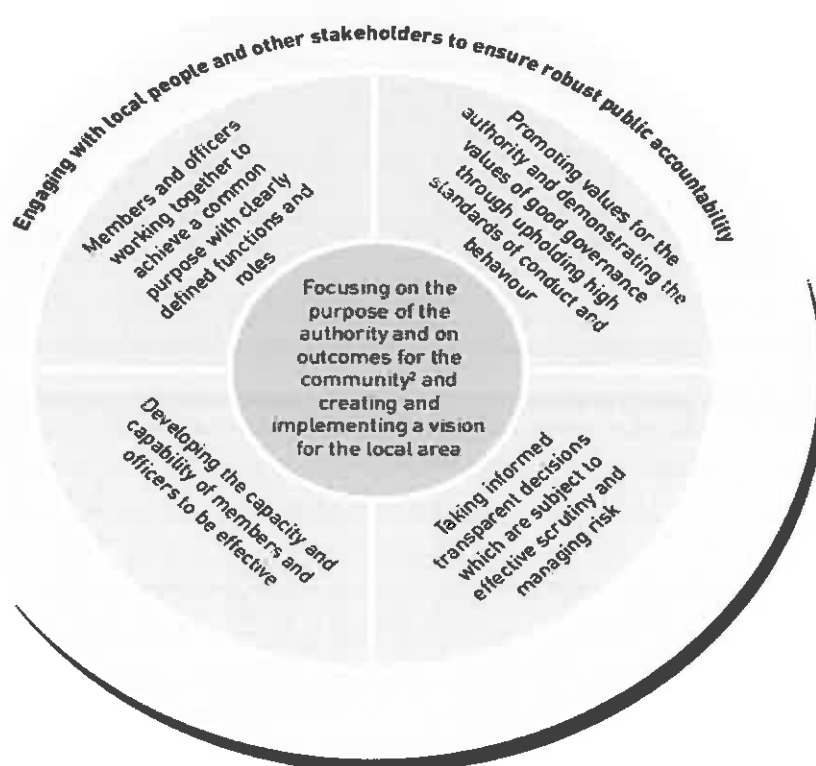 Engaging with local people and other stakeholders to ensure robust public accountability
Members and officers
working together to
achieve a common
purpose with clearly
defined functions and
roles
Promoting values for the
authority and demonstrating the
values of good governance
through upholding high
standards of conduct and
behaviour
Focusing on the
purpose of the
authority and on
outcomes for the
community² and
creating and
implementing a vision
for the local area
Developing the capacity and
capability of members and
officers to be effective
Taking informed
transparent decisions
which are subject to
effective scrutiny and
managing risk